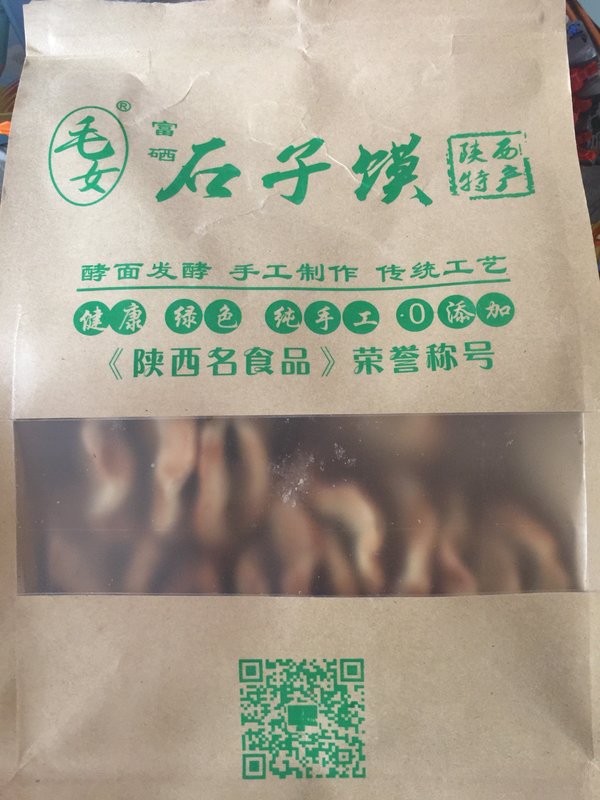 毛女®
富硒
石子馍
陕西
特产
酵面发酵 手工制作 传统工艺
健康 绿色 纯手工 ·0添加
《陕西名食品》荣誉称号